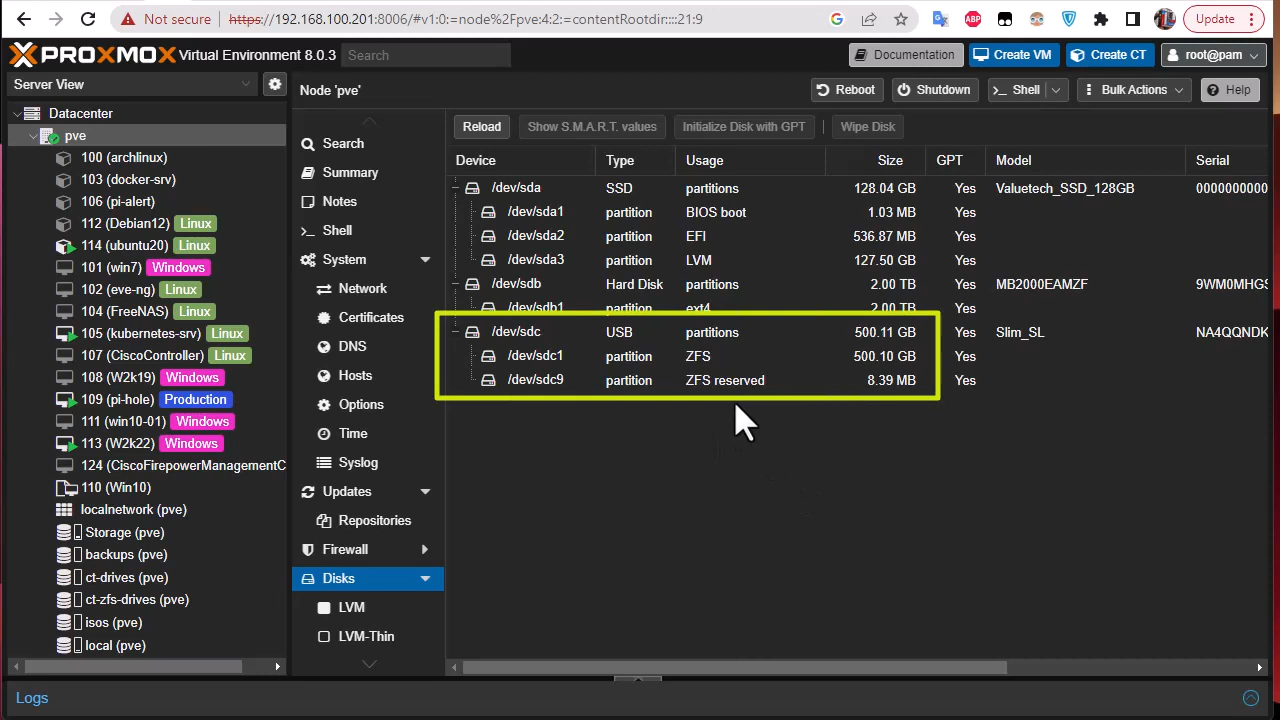 Not secure https://192.168.100.201:8006/#v1:0:=node%2Fpve:4:2:=contentRootdir::::21:9 ABP Update
PROXMOX Virtual Environment 8.0.3 Search Documentation Create VM Create CT root@pam
Server View
Node 'pve' Reboot Shutdown >_ Shell Bulk Actions Help
Datacenter
pve
100 (archlinux)
103 (docker-srv)
106 (pi-alert)
112 (Debian12) Linux
114 (ubuntu20) Linux
101 (win7) Windows
102 (eve-ng) Linux
104 (FreeNAS) Linux
105 (kubernetes-srv) Linux
107 (CiscoController) Linux
108 (W2k19) Windows
109 (pi-hole) Production
111 (win10-01) Windows
113 (W2k22) Windows
124 (CiscoFirepowerManagementC
110 (Win10)
localnetwork (pve)
Storage (pve)
backups (pve)
ct-drives (pve)
ct-zfs-drives (pve)
isos (pve)
local (pve)
Search
Summary
Notes
>_ Shell
System
Network
Certificates
DNS
Hosts
Options
Time
Syslog
Updates
Repositories
Firewall
Disks
LVM
LVM-Thin
Reload Show S.M.A.R.T. values Initialize Disk with GPT Wipe Disk
Device Type Usage Size GPT Model Serial
/dev/sda SSD partitions 128.04 GB Yes Valuetech_SSD_128GB 0000000000
/dev/sda1 partition BIOS boot 1.03 MB Yes
/dev/sda2 partition EFI 536.87 MB Yes
/dev/sda3 partition LVM 127.50 GB Yes
/dev/sdb Hard Disk partitions 2.00 TB Yes MB2000EAMZF 9WM0MHGS
/dev/sdb1 partition ext4 2.00 TB Yes
/dev/sdc USB partitions 500.11 GB Yes Slim_SL NA4QQNDK
/dev/sdc1 partition ZFS 500.10 GB Yes
/dev/sdc9 partition ZFS reserved 8.39 MB Yes
Logs